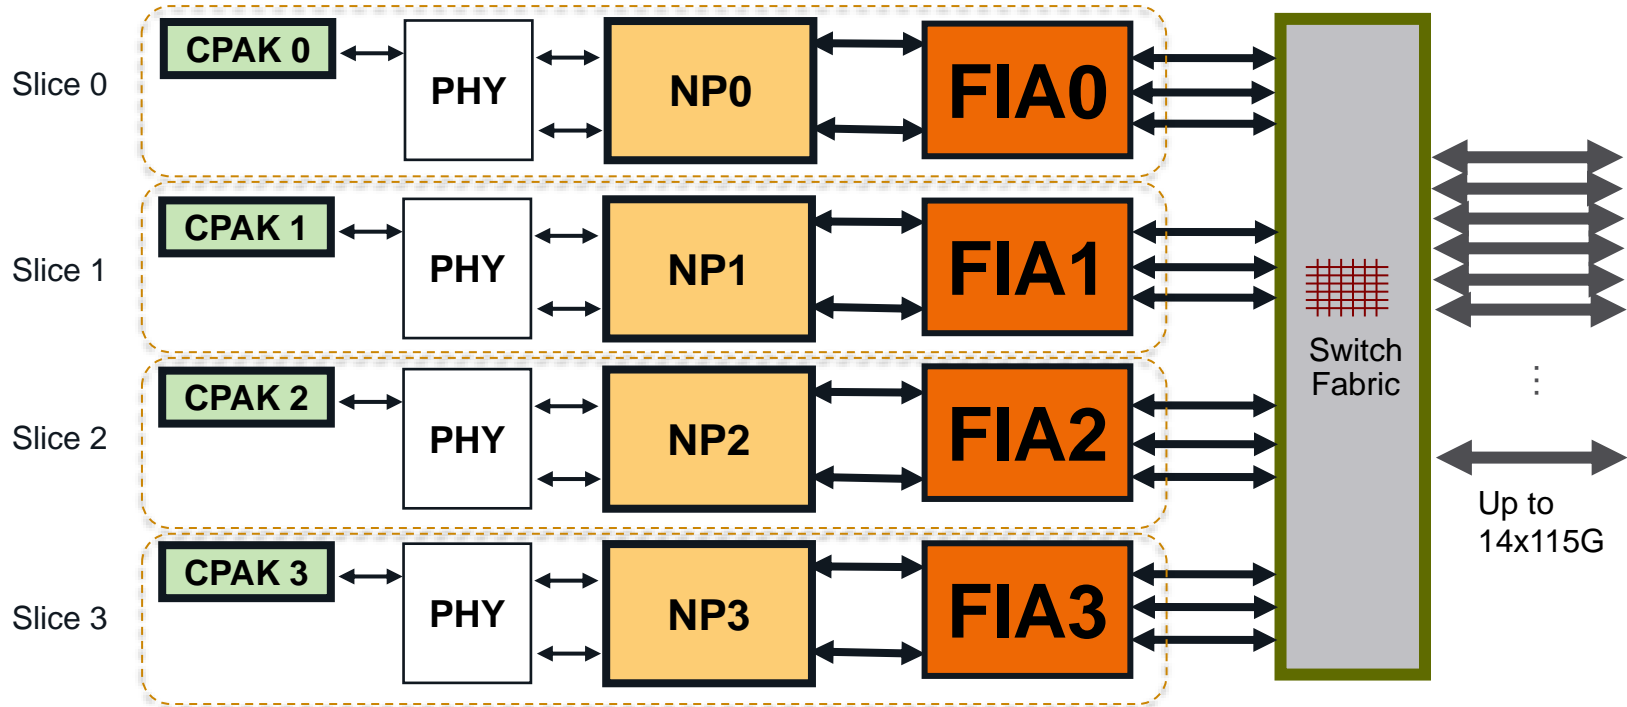 Slice 0
CPAK 0
PHY
NP0
FIA0
Slice 1
CPAK 1
PHY
NP1
FIA1
Slice 2
CPAK 2
PHY
NP2
FIA2
Slice 3
CPAK 3
PHY
NP3
FIA3
Switch
Fabric
...
Up to
14x115G